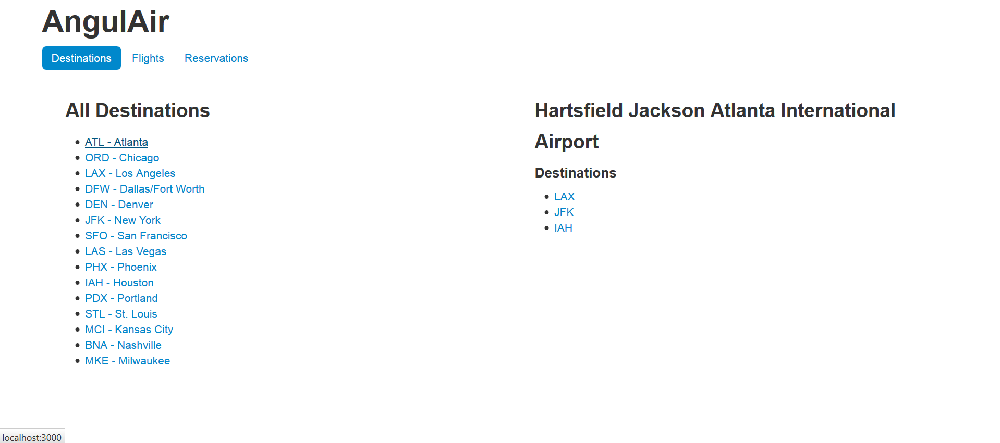 AngulAir
Destinations Flights Reservations
All Destinations
ATL - Atlanta
ORD - Chicago
LAX - Los Angeles
DFW - Dallas/Fort Worth
DEN - Denver
JFK - New York
SFO - San Francisco
LAS - Las Vegas
PHX - Phoenix
IAH - Houston
PDX - Portland
STL - St. Louis
MCI - Kansas City
BNA - Nashville
MKE - Milwaukee
Hartsfield Jackson Atlanta International
Airport
Destinations
LAX
JFK
IAH
localhost:3000